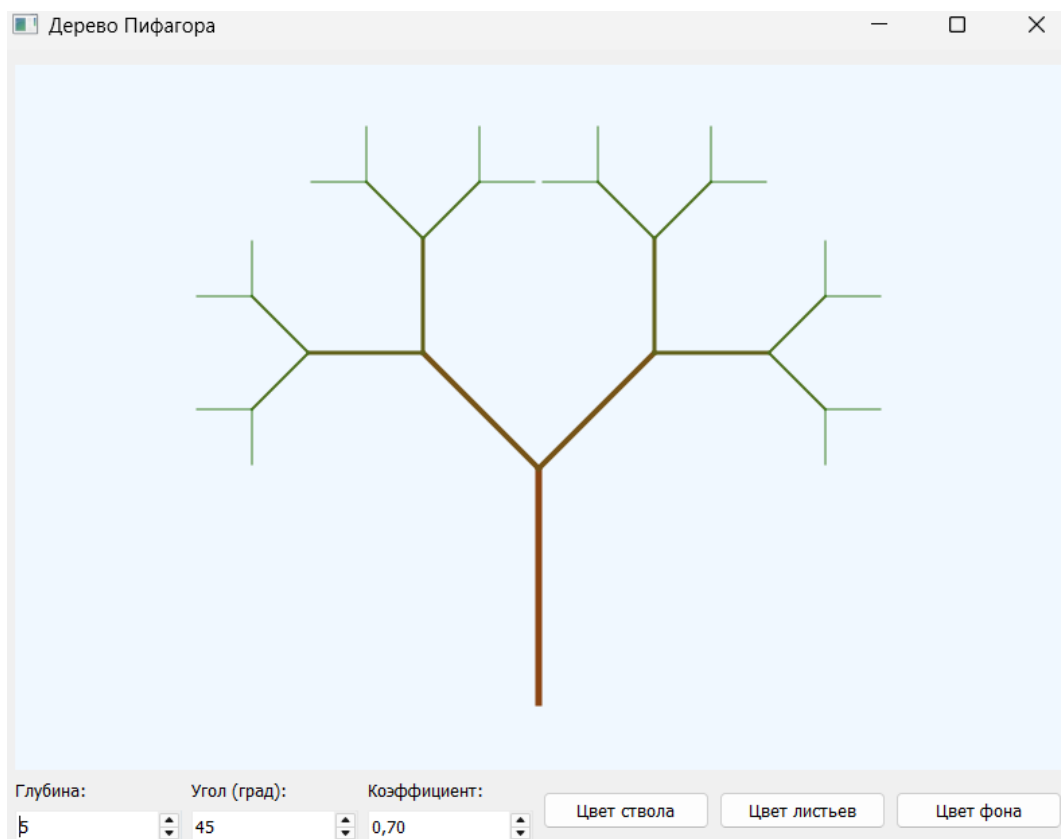 Дерево Пифагора
Глубина: Угол (град): Коэффициент:
5 45 0,70 Цвет ствола Цвет листьев Цвет фона